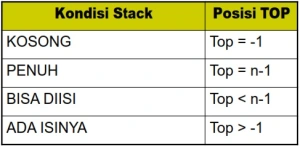 Kondisi Stack Posisi TOP
KOSONG Top = -1
PENUH Top = n-1
BISA DIISI Top < n-1
ADA ISINYA Top > -1